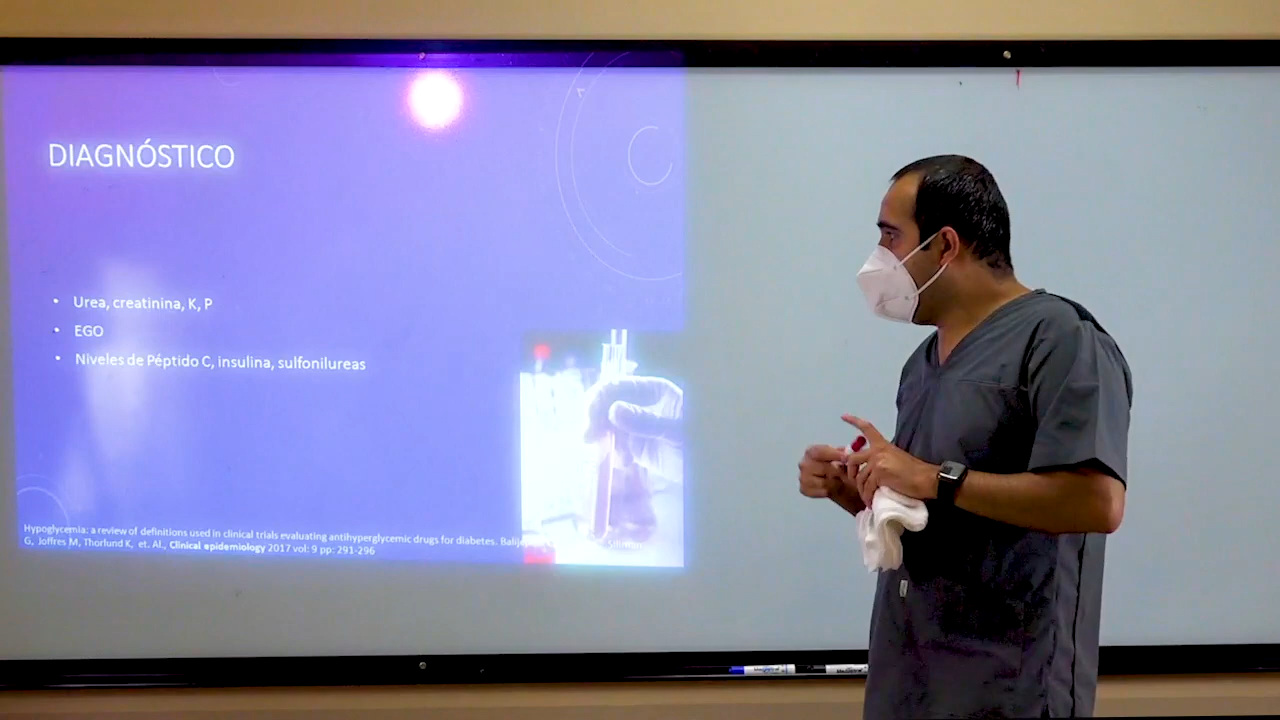 DIAGNÓSTICO
• Urea, creatinina, K, P
• EGO
• Niveles de Péptido C, insulina, sulfonilureas
Hypoglycemia: a review of definitions used in clinical trials evaluating antihyperglycemic drugs for diabetes.
G, Joffres M, Thorlund K, et. Al., Clinical epidemiology 2017 vol: 9 pp: 291-296